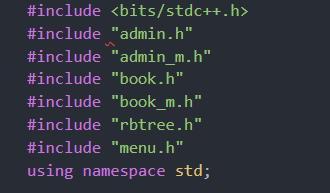 #include <bits/stdc++.h>
#include "admin.h"
#include "admin_m.h"
#include "book.h"
#include "book_m.h"
#include "rbtree.h"
#include "menu.h"
using namespace std;